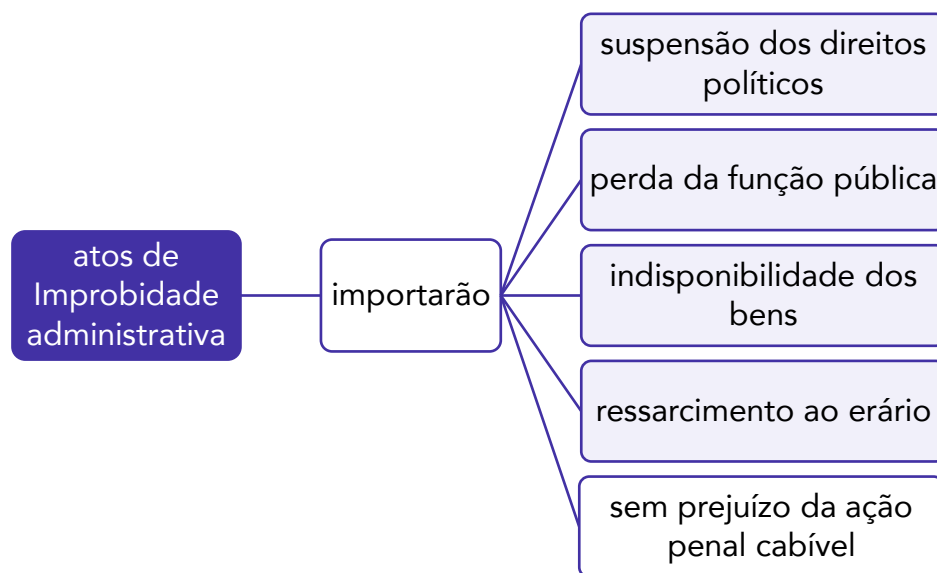 atos de
Improbidade
administrativa
importarão
suspensão dos direitos
políticos
perda da função pública
indisponibilidade dos
bens
ressarcimento ao erário
sem prejuízo da ação
penal cabível